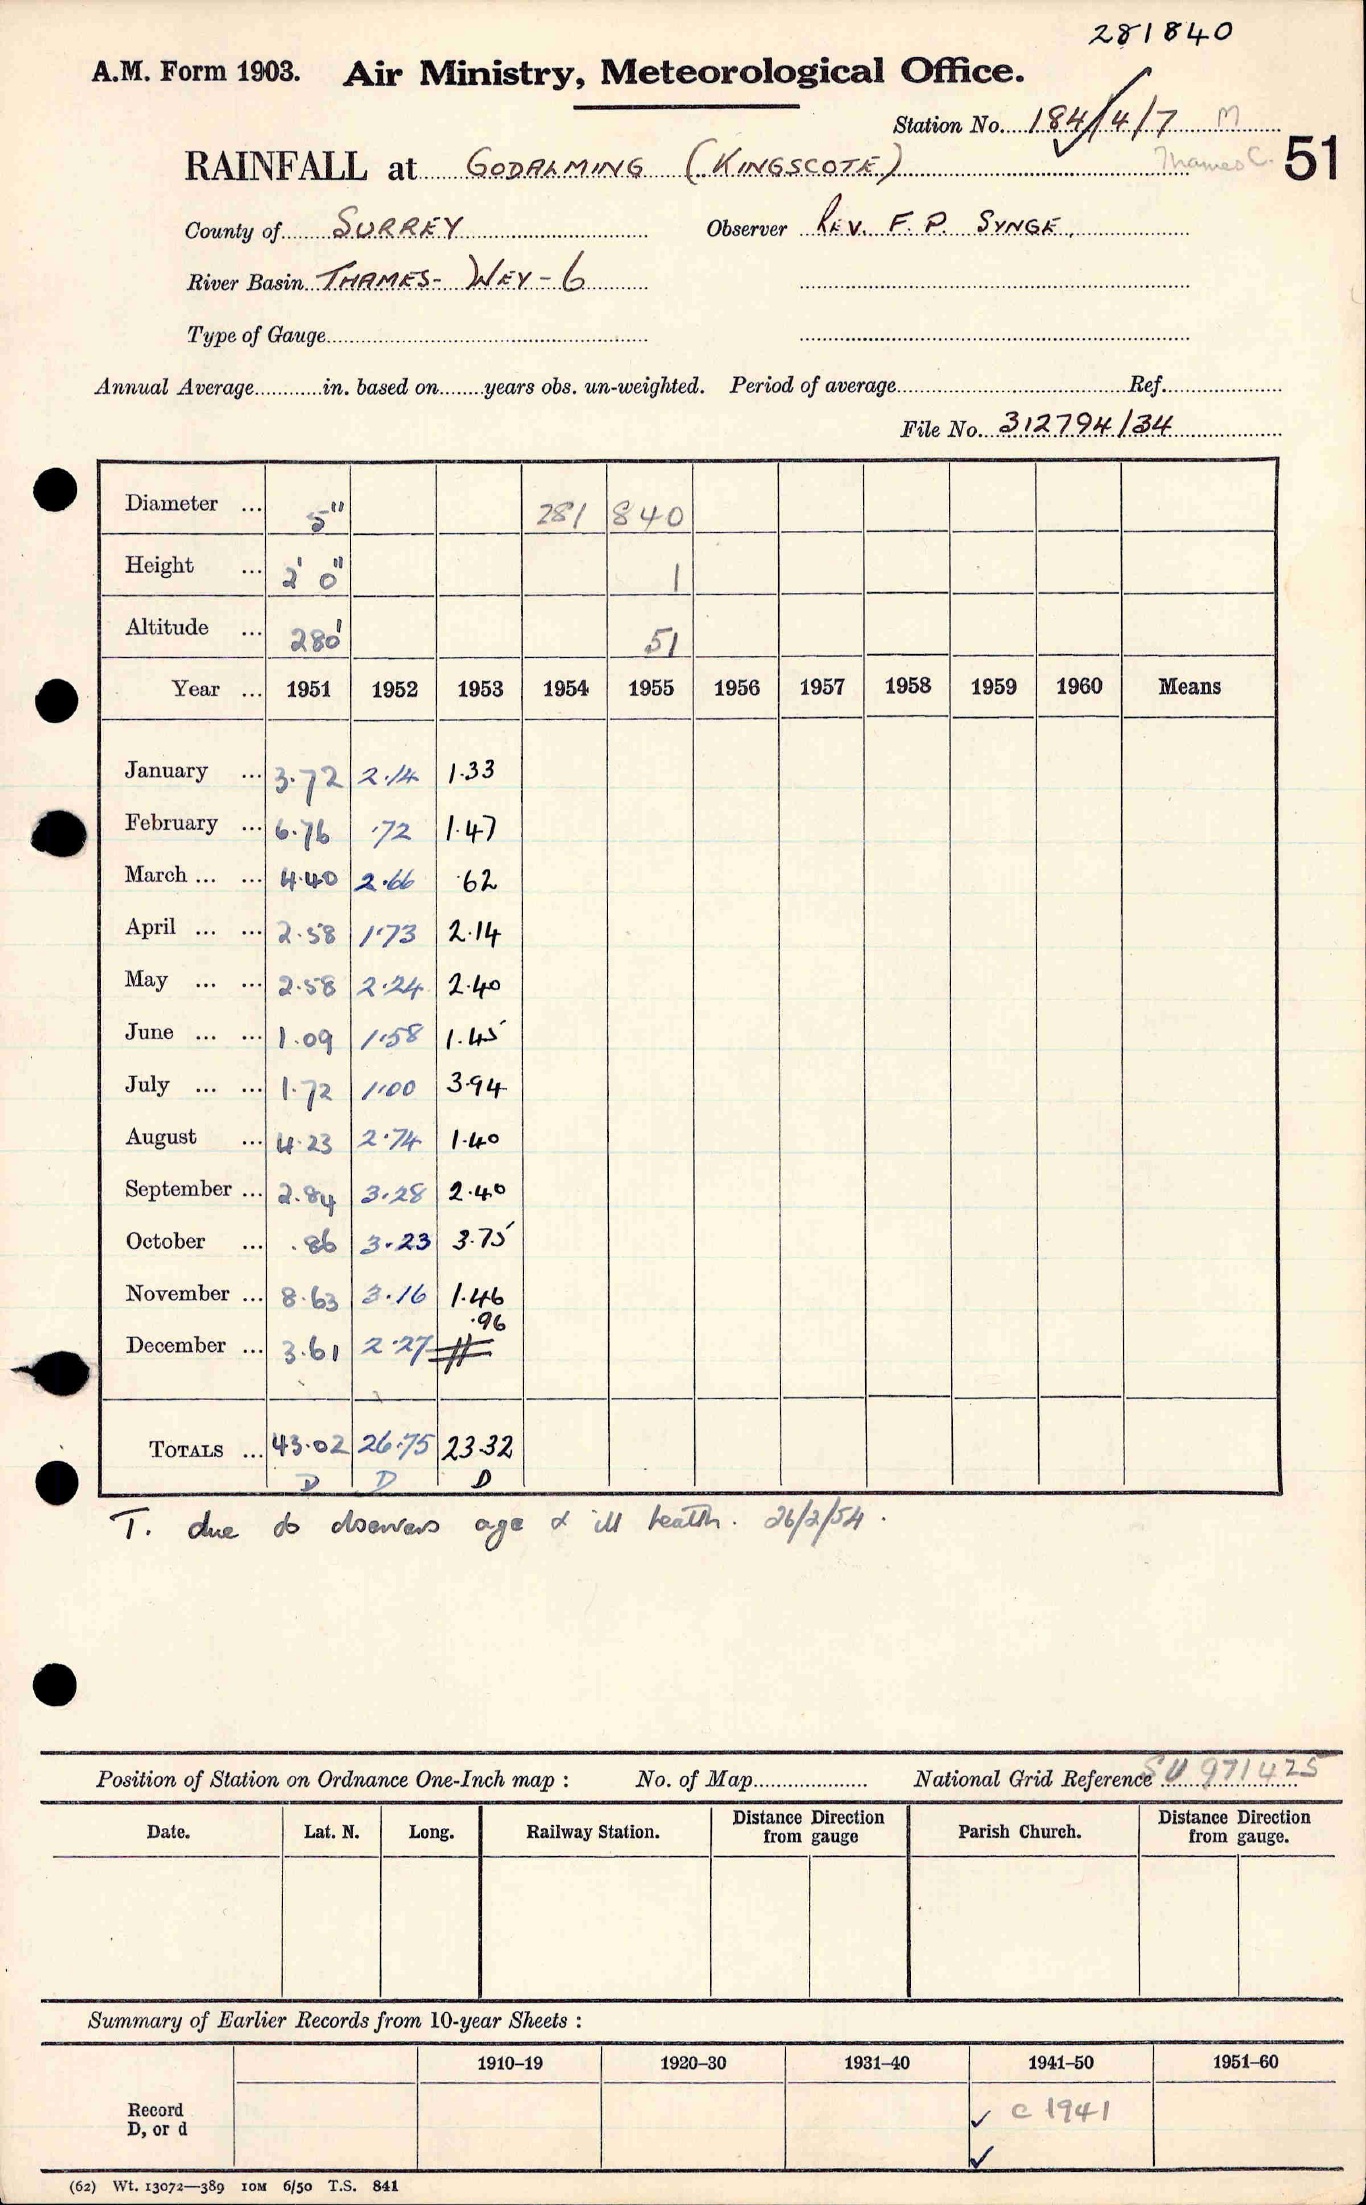 281840
A.M. Form 1903. Air Ministry, Meteorological Office.
Station No. 184/4/7 M
Thames C. 51
RAINFALL at GODALMING (KINGSCOTE)
County of SURREY Observer REV. F. P. SYNGE.
River Basin THAMES - WEY - 6
Type of Gauge
Annual Average in. based on years obs. un-weighted. Period of average Ref.
File No. 312794/34
Diameter ... 5" 281 840
Height ... 2' 0" 1
Altitude ... 280' 51
Year ... 1951 1952 1953 1954 1955 1956 1957 1958 1959 1960 Means
January ... 3.72 2.14 1.33
February ... 6.76 .72 1.47
March ... ... 4.40 2.66 .62
April ... ... 2.58 1.73 2.14
May ... ... 2.58 2.24 2.40
June ... ... 1.09 1.58 1.45
July ... ... 1.72 1.00 3.94
August ... 4.23 2.74 1.40
September ... 2.84 3.28 2.40
October ... .86 3.23 3.75
November ... 8.63 3.16 1.46
.96
December ... 3.61 2.27
TOTALS ... 43.02 26.75 23.32
D D D
T. due to observers age & ill health. 26/2/54.
Position of Station on Ordnance One-Inch map : No. of Map National Grid Reference SU 971425
Date. Lat. N. Long. Railway Station. Distance Direction from gauge Parish Church. Distance Direction from gauge.
Summary of Earlier Records from 10-year Sheets :
1910–19 1920–30 1931–40 1941–50 1951–60
Record
D, or d
c 1941
(62) Wt. 13072—389 10M 6/50 T.S. 841